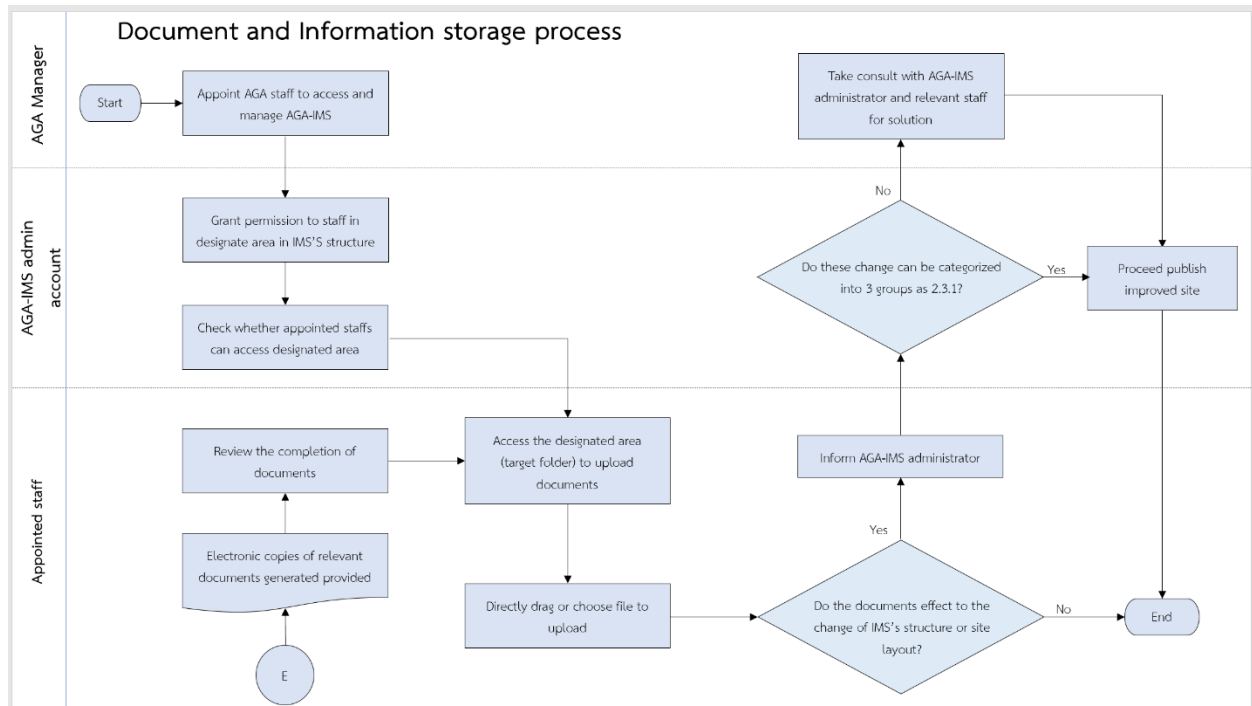 Document and Information storage process
AGA Manager
Start
Appoint AGA staff to access and
manage AGA-IMS
Take consult with AGA-IMS
administrator and relevant staff
for solution
AGA-IMS admin
account
Grant permission to staff in
designate area in IMS'S structure
Check whether appointed staffs
can access designated area
No
Do these change can be categorized
into 3 groups as 2.3.1?
Yes
Proceed publish
improved site
Appointed staff
Review the completion of
documents
Access the designated area
(target folder) to upload
documents
Inform AGA-IMS administrator
Electronic copies of relevant
documents generated provided
Directly drag or choose file to
upload
Yes
Do the documents effect to the
change of IMS's structure or site
layout?
No
End
E